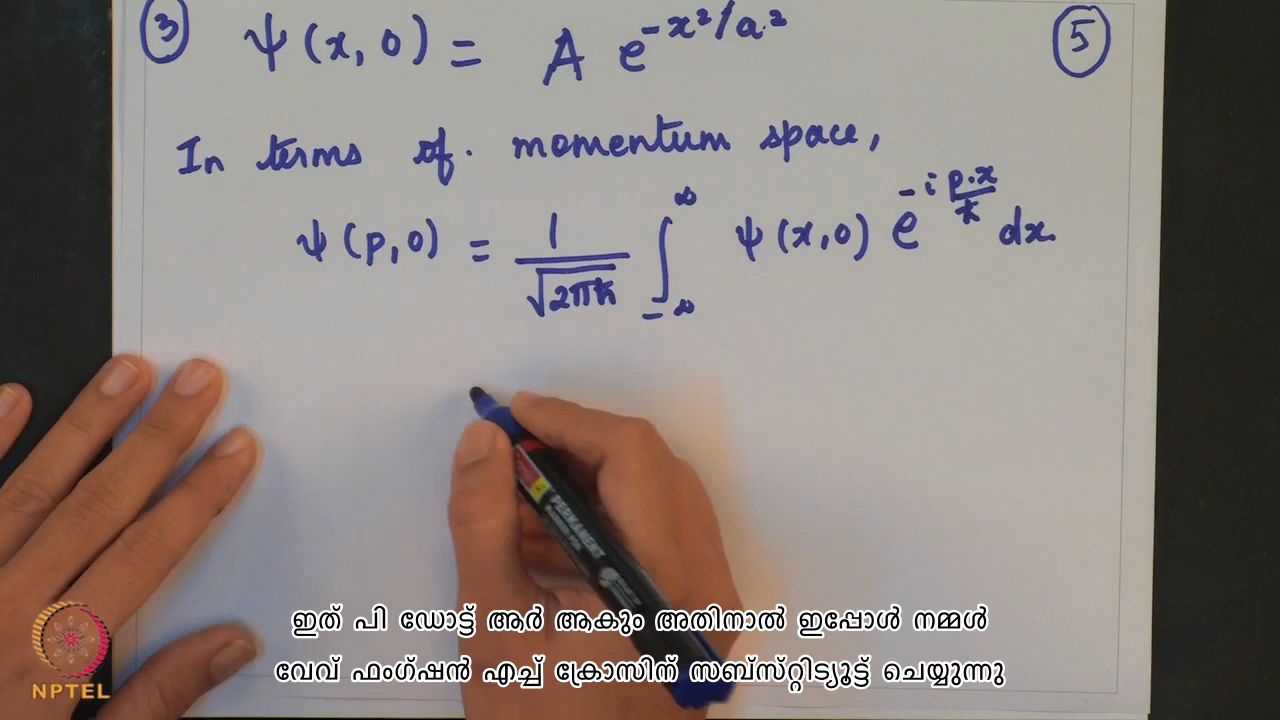 ③ ψ(x,0) = A e^{-x²/a²} ⑤
In terms of. momentum space,
ψ(p,0) = 1/√(2πħ) ∫_{-∞}^{∞} ψ(x,0) e^{-i p.x/ħ} dx.
PERMANENT
ഇത് പി ഡോട്ട് ആർ ആകും അതിനാൽ ഇപ്പോൾ നമ്മൾ
വേവ് ഫംഗ്ഷൻ എച്ച് ക്രോസിന് സബ്സ്റ്റിട്യൂട്ട് ചെയ്യുന്നു
NPTEL